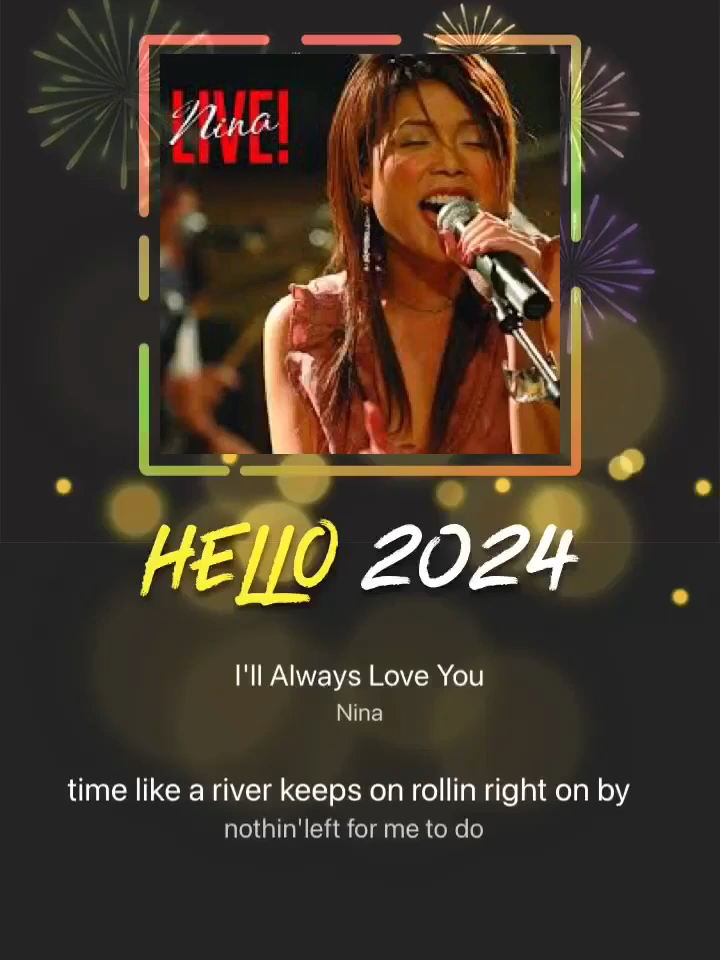 Nina
LIVE!
HELLO 2024
I'll Always Love You
Nina
time like a river keeps on rollin right on by
nothin'left for me to do